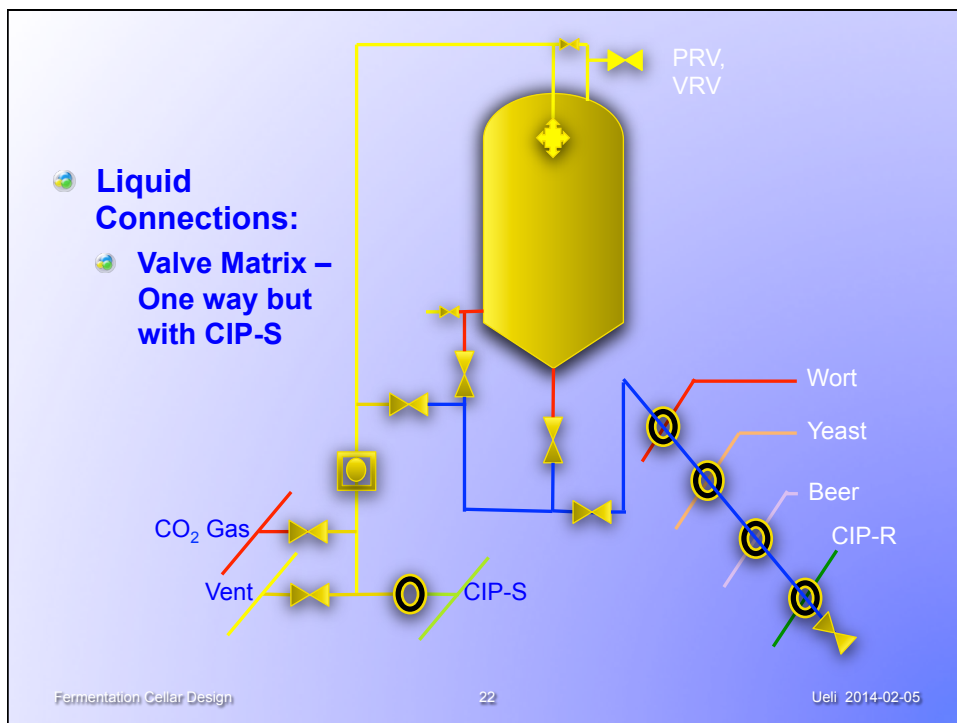 PRV,
VRV
Liquid
Connections:
Valve Matrix –
One way but
with CIP-S
Wort
Yeast
Beer
CIP-R
CO₂ Gas
Vent
CIP-S
Fermentation Cellar Design
22
Ueli 2014-02-05